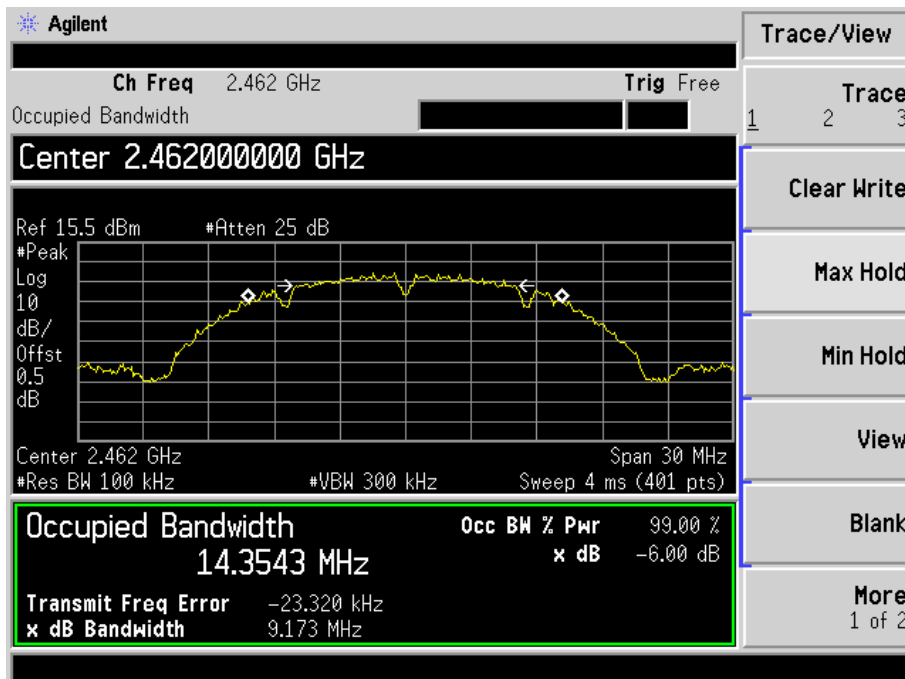 Agilent
Trace/View
Ch Freq 2.462 GHz Trig Free
Occupied Bandwidth
Trace
1 2 3
Center 2.462000000 GHz
Clear Write
Ref 15.5 dBm #Atten 25 dB
#Peak
Log
10
dB/
Offst
0.5
dB
Max Hold
Min Hold
Center 2.462 GHz Span 30 MHz
#Res BW 100 kHz #VBW 300 kHz Sweep 4 ms (401 pts)
View
Occupied Bandwidth Occ BW % Pwr 99.00 %
14.3543 MHz x dB -6.00 dB
Blank
Transmit Freq Error -23.320 kHz
x dB Bandwidth 9.173 MHz
More
1 of 2